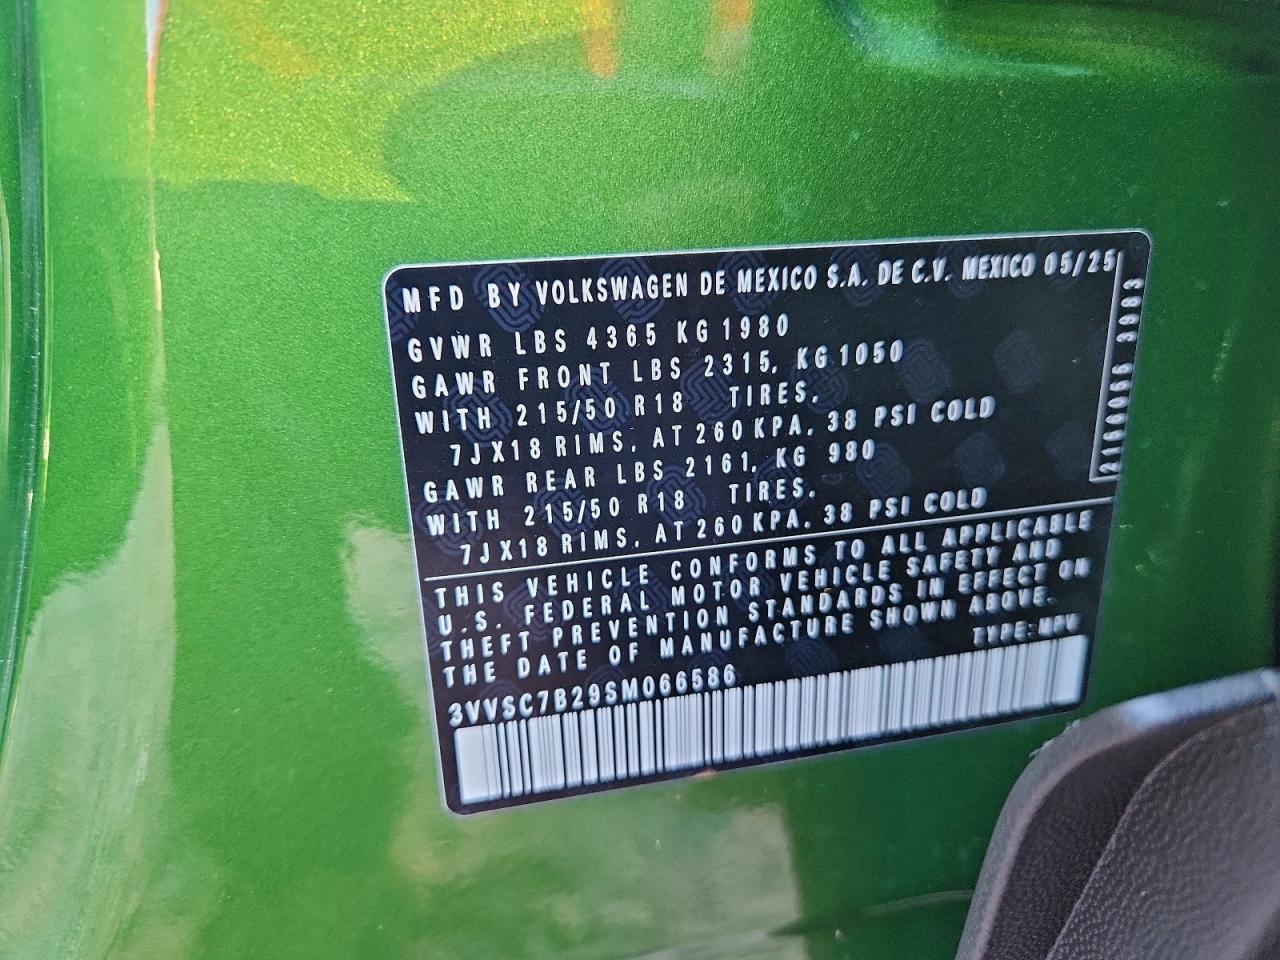 MFD BY VOLKSWAGEN DE MEXICO S.A. DE C.V. MEXICO 05/25
GVWR LBS 4365 KG 1980
GAWR FRONT LBS 2315, KG 1050
WITH 215/50 R18 TIRES,
7JX18 RIMS, AT 260 KPA, 38 PSI COLD
GAWR REAR LBS 2161, KG 980
WITH 215/50 R18 TIRES,
7JX18 RIMS, AT 260 KPA, 38 PSI COLD
2160066 3983
THIS VEHICLE CONFORMS TO ALL APPLICABLE
U.S. FEDERAL MOTOR VEHICLE SAFETY AND
THEFT PREVENTION STANDARDS IN EFFECT ON
THE DATE OF MANUFACTURE SHOWN ABOVE.
TYPE: MPV
3VVSC7B29SM066586